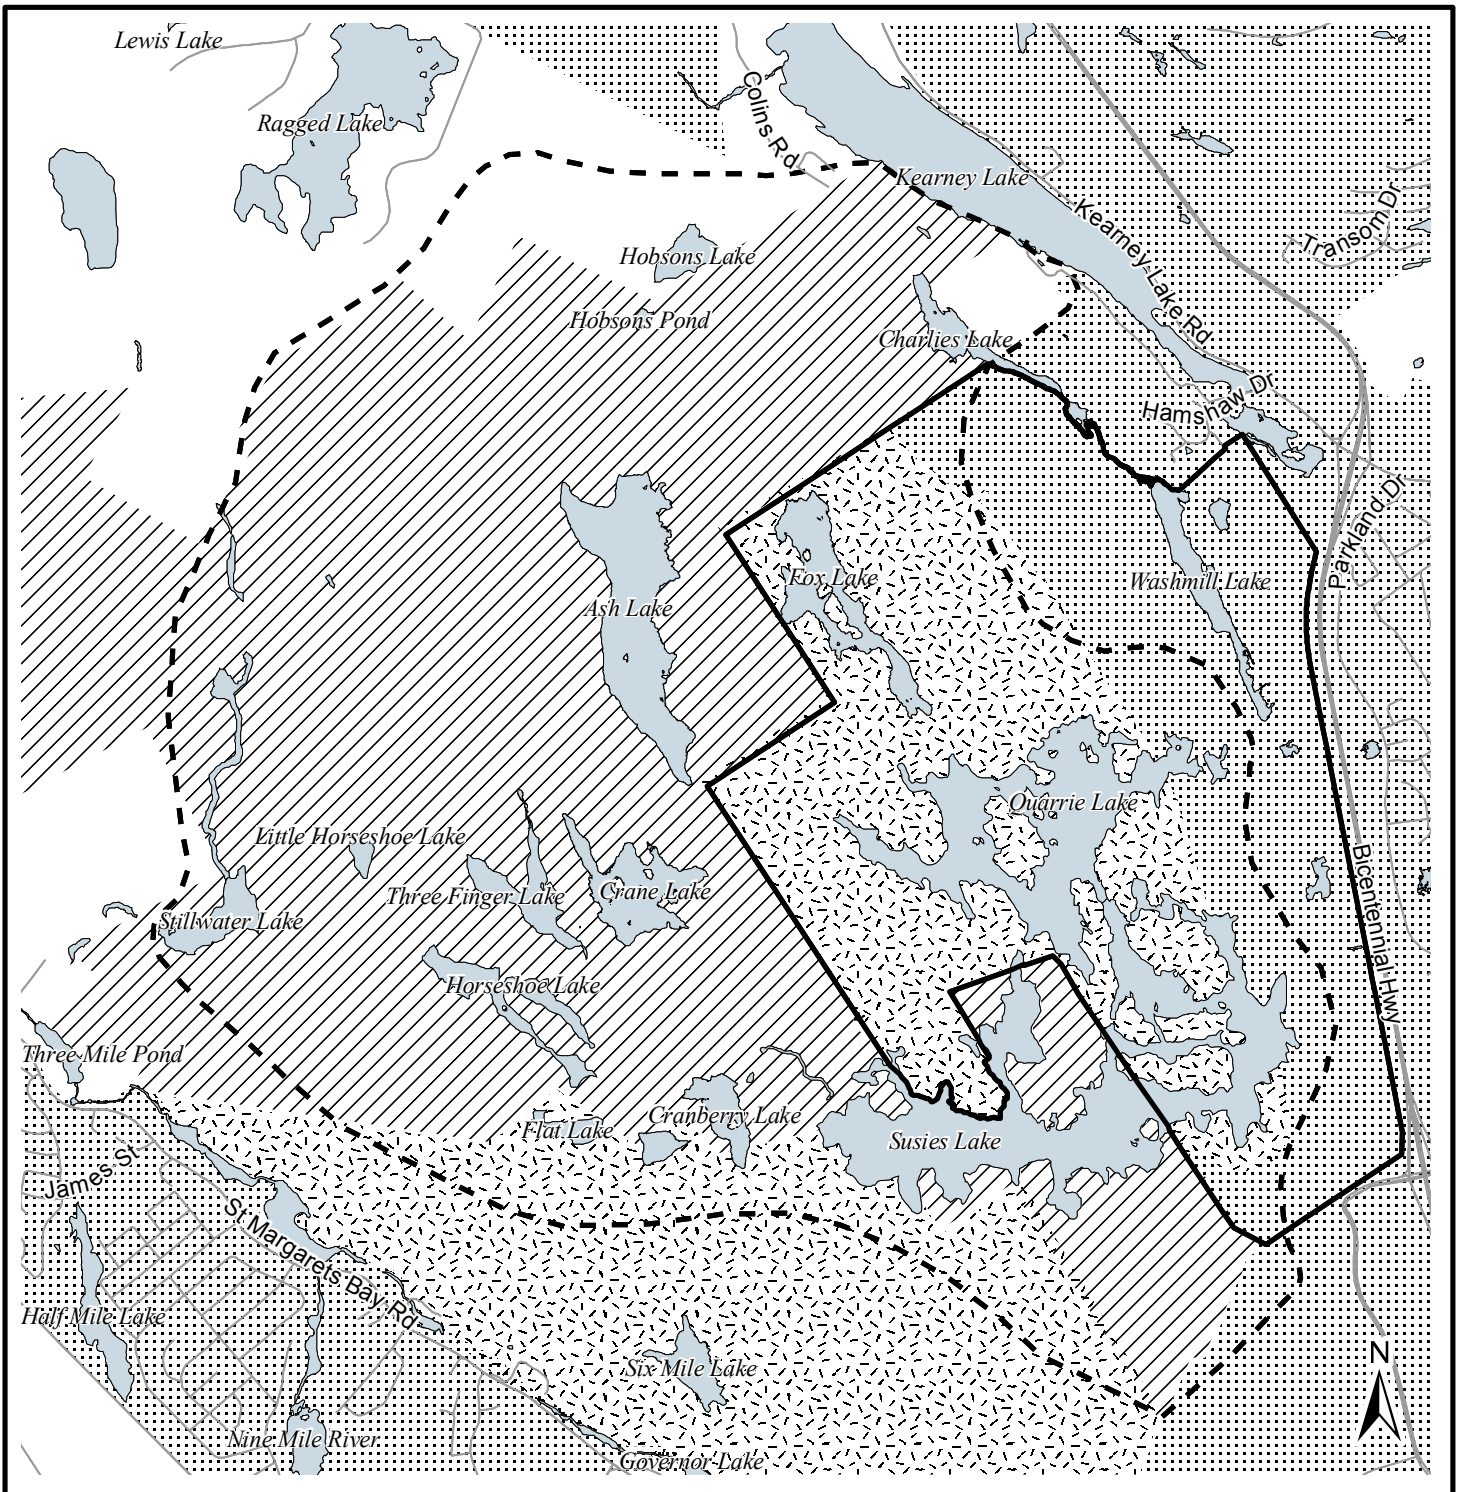 Lewis Lake
Ragged Lake
Colins Rd
Kearney Lake
Kearney Lake Rd
Transom Dr
Hobsons Lake
Hobsons Pond
Charlies Lake
Hamshaw Dr
Parkland Dr
Fox Lake
Washmill Lake
Ash Lake
Quarrie Lake
Little Horseshoe Lake
Three Finger Lake
Crane Lake
Bicentennial Hwy
Stillwater Lake
Horseshoe Lake
Three Mile Pond
Cranberry Lake
Flat Lake
Susies Lake
James St
St Margarets Bay Rd
Half Mile Lake
Six Mile Lake
N
Nine Mile River
Governor Lake